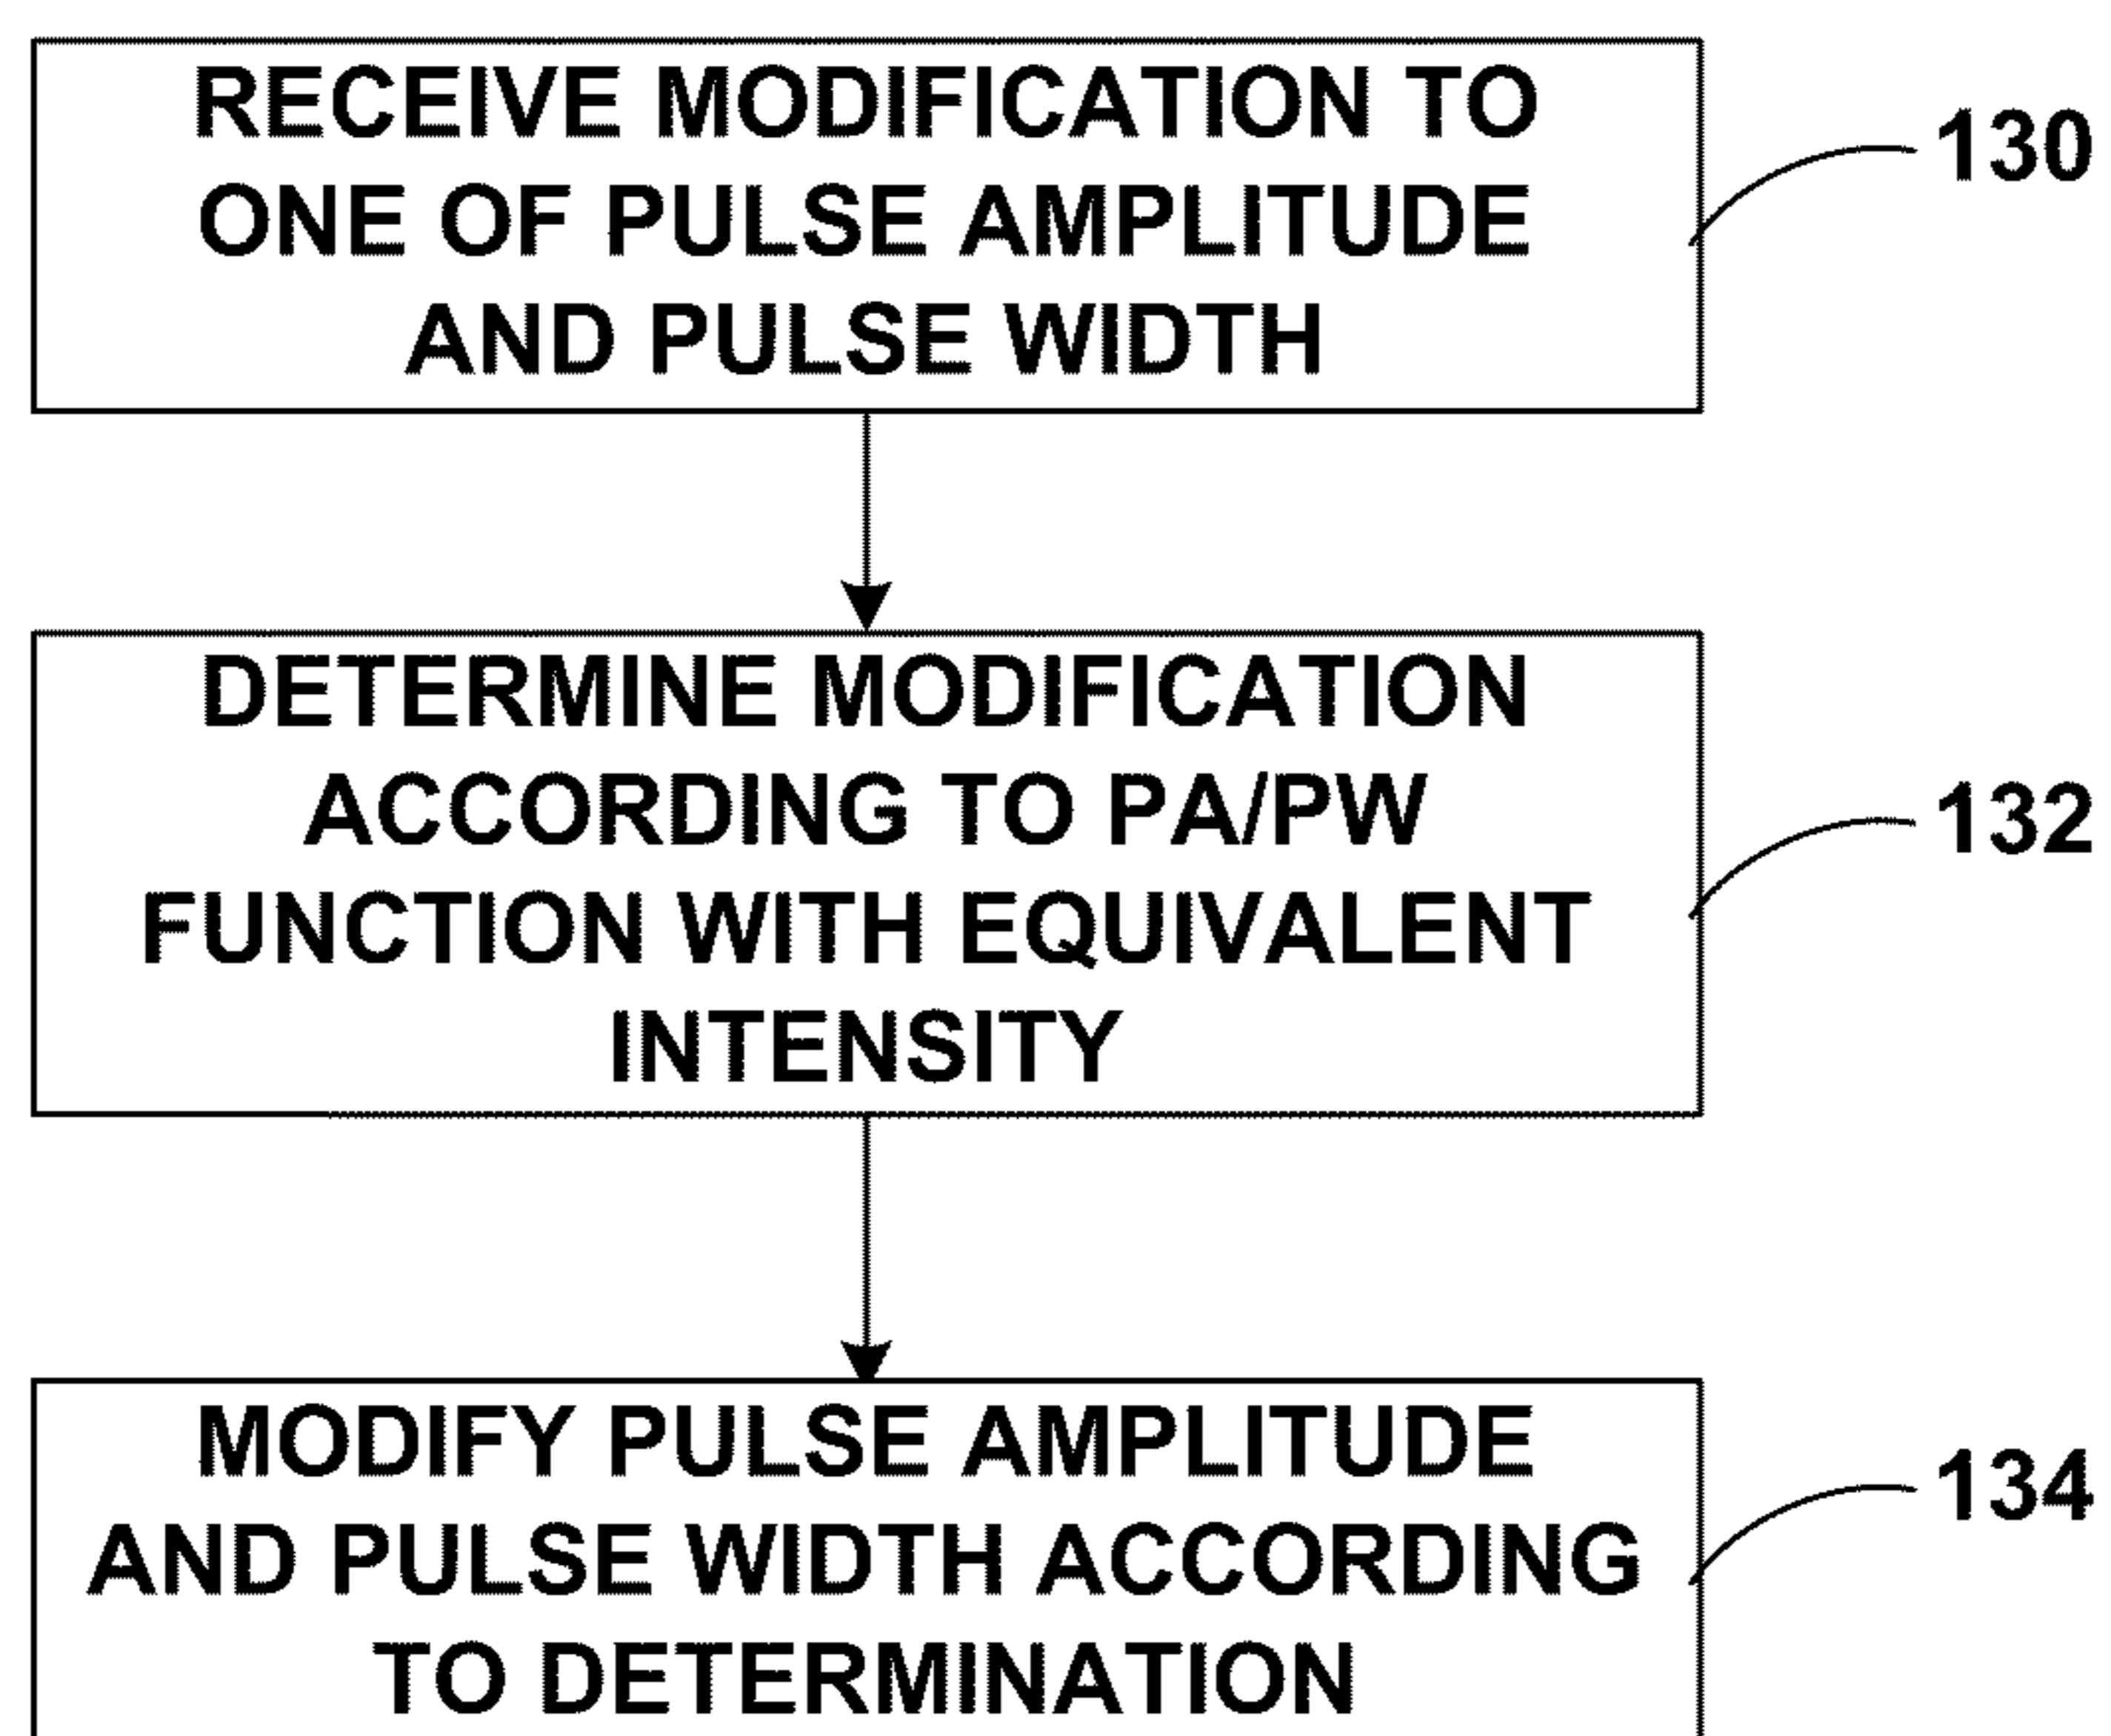 RECEIVE MODIFICATION TO
ONE OF PULSE AMPLITUDE
AND PULSE WIDTH
130
DETERMINE MODIFICATION
ACCORDING TO PA/PW
FUNCTION WITH EQUIVALENT
INTENSITY
132
MODIFY PULSE AMPLITUDE
AND PULSE WIDTH ACCORDING
TO DETERMINATION
134